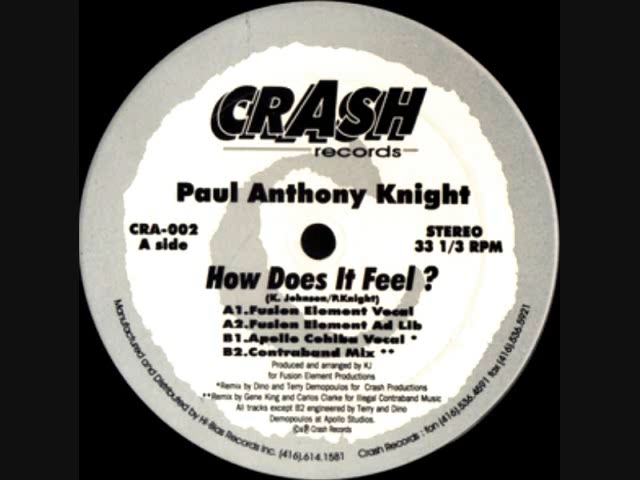 CRASH
records
Paul Anthony Knight
CRA-002
A side
STEREO
33 1/3 RPM
How Does It Feel ?
(K. Johnson/P.Knight)
A1.Fusion Element Vocal
A2.Fusion Element Ad Lib
B1.Apollo Cohiba Vocal *
B2.Contraband Mix **
Produced and arranged by KJ
for Fusion Element Productions
*Remix by Dino and Terry Demopoulos for Crash Productions
**Remix by Gene King and Carlos Clarke for Illegal Contraband Music
All tracks except B2 engineered by Terry and Dino
Demopoulos at Apollo Studios.
Crash Records
Manufactured and Distributed by Hi-Bias Records Inc. (416).614.1581
Crash Records : fon (416).536.4691 fax (416).536.5921